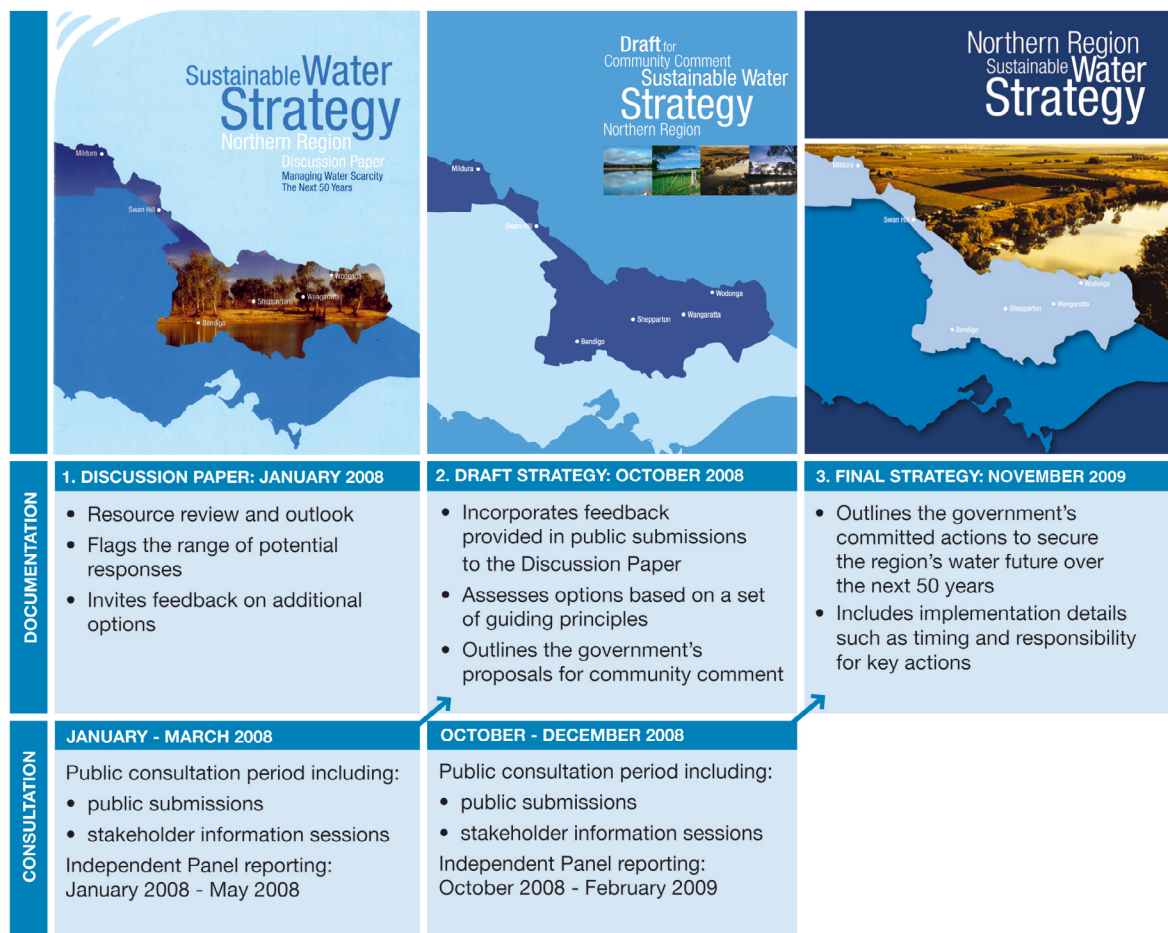 Sustainable Water
Strategy
Northern Region
Discussion Paper
Managing Water Scarcity
The Next 50 Years
Mildura
Swan Hill
Wodonga
Shepparton
Wangaratta
Bendigo
Draft for
Community Comment
Sustainable Water
Strategy
Northern Region
Mildura
Swan Hill
Wodonga
Shepparton
Wangaratta
Bendigo
Northern Region
Sustainable Water
Strategy
Mildura
Swan Hill
Wodonga
Shepparton
Wangaratta
Bendigo
DOCUMENTATION
1. DISCUSSION PAPER: JANUARY 2008
• Resource review and outlook
• Flags the range of potential
responses
• Invites feedback on additional
options
2. DRAFT STRATEGY: OCTOBER 2008
• Incorporates feedback
provided in public submissions
to the Discussion Paper
• Assesses options based on a set
of guiding principles
• Outlines the government's
proposals for community comment
3. FINAL STRATEGY: NOVEMBER 2009
• Outlines the government's
committed actions to secure
the region's water future over
the next 50 years
• Includes implementation details
such as timing and responsibility
for key actions
CONSULTATION
JANUARY - MARCH 2008
Public consultation period including:
• public submissions
• stakeholder information sessions
Independent Panel reporting:
January 2008 - May 2008
OCTOBER - DECEMBER 2008
Public consultation period including:
• public submissions
• stakeholder information sessions
Independent Panel reporting:
October 2008 - February 2009